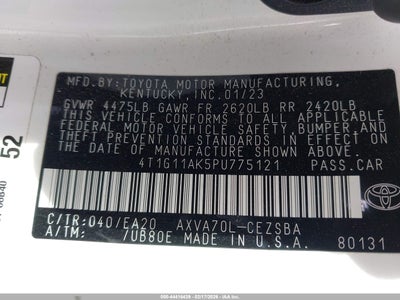 MFD. BY: TOYOTA MOTOR MANUFACTURING,
KENTUCKY, INC. 01/23
GVWR 4475LB GAWR FR 2620LB RR 2420LB
THIS VEHICLE CONFORMS TO ALL APPLICABLE
FEDERAL MOTOR VEHICLE SAFETY, BUMPER, AND
THEFT PREVENTION STANDARDS IN EFFECT ON
THE DATE OF MANUFACTURE SHOWN ABOVE.
4T1G11AK5PU775121 PASS.CAR
C/TR:040/EA20 AXVA70L-CEZSBA
A/TM: /UB80E MADE IN U.S.A. 80131
TOYOTA
52